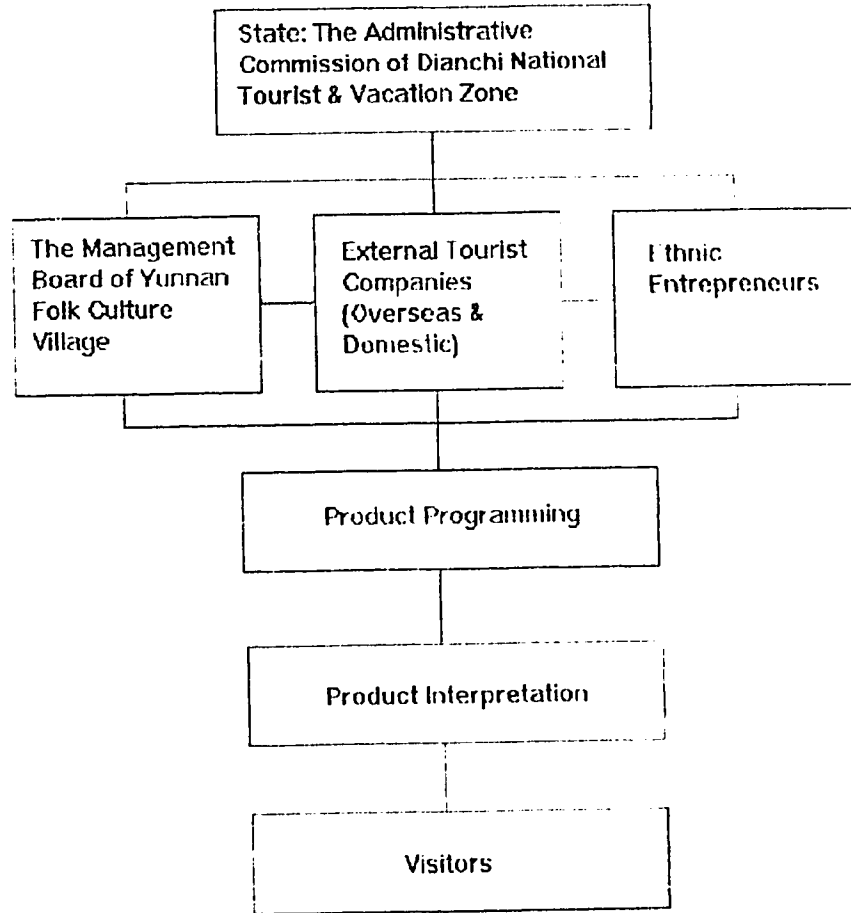 State: The Administrative
Commission of Dianchi National
Tourist & Vacation Zone
The Management
Board of Yunnan
Folk Culture
Village
External Tourist
Companies
(Overseas &
Domestic)
Ethnic
Entrepreneurs
Product Programming
Product Interpretation
Visitors